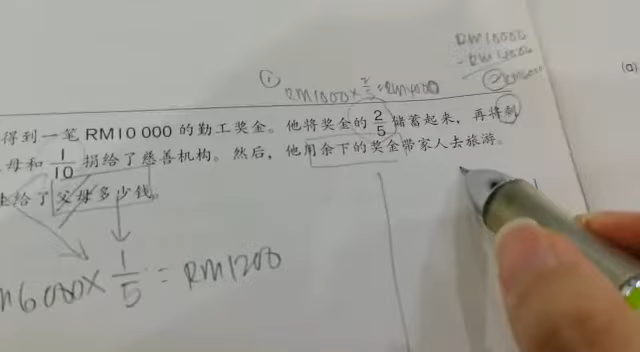 RM10000
- RM4000
① RM10000 × 2/5 = RM4000 ②
(a)
得到一笔 RM10 000 的勤工奖金。他将奖金的 2/5 储蓄起来，再将剩
母和 1/10 捐给了慈善机构。然后，他用余下的奖金带家人去旅游。
给了父母多少钱。
6000 × 1/5 = RM1200